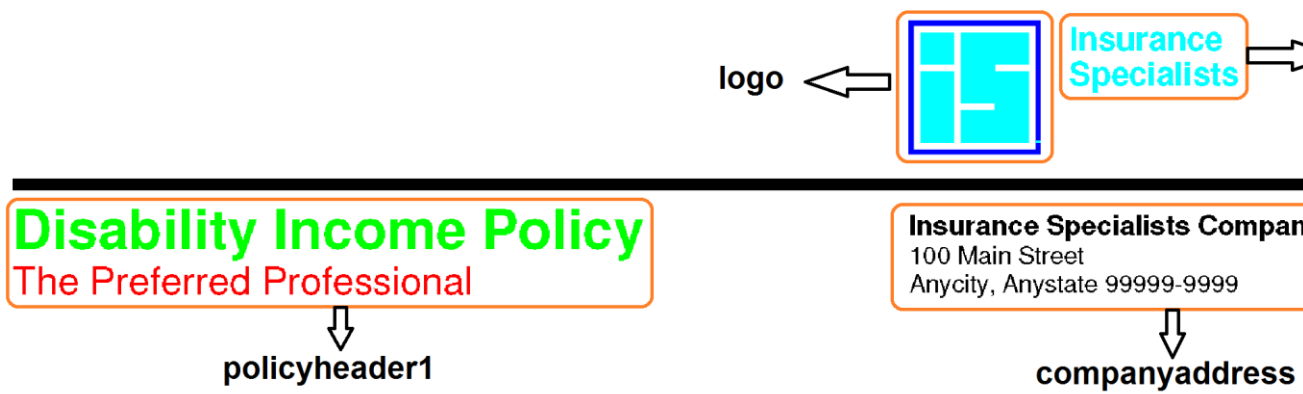 logo
iS
Insurance
Specialists
Disability Income Policy
The Preferred Professional
Insurance Specialists Compan
100 Main Street
Anycity, Anystate 99999-9999
policyheader1
companyaddress